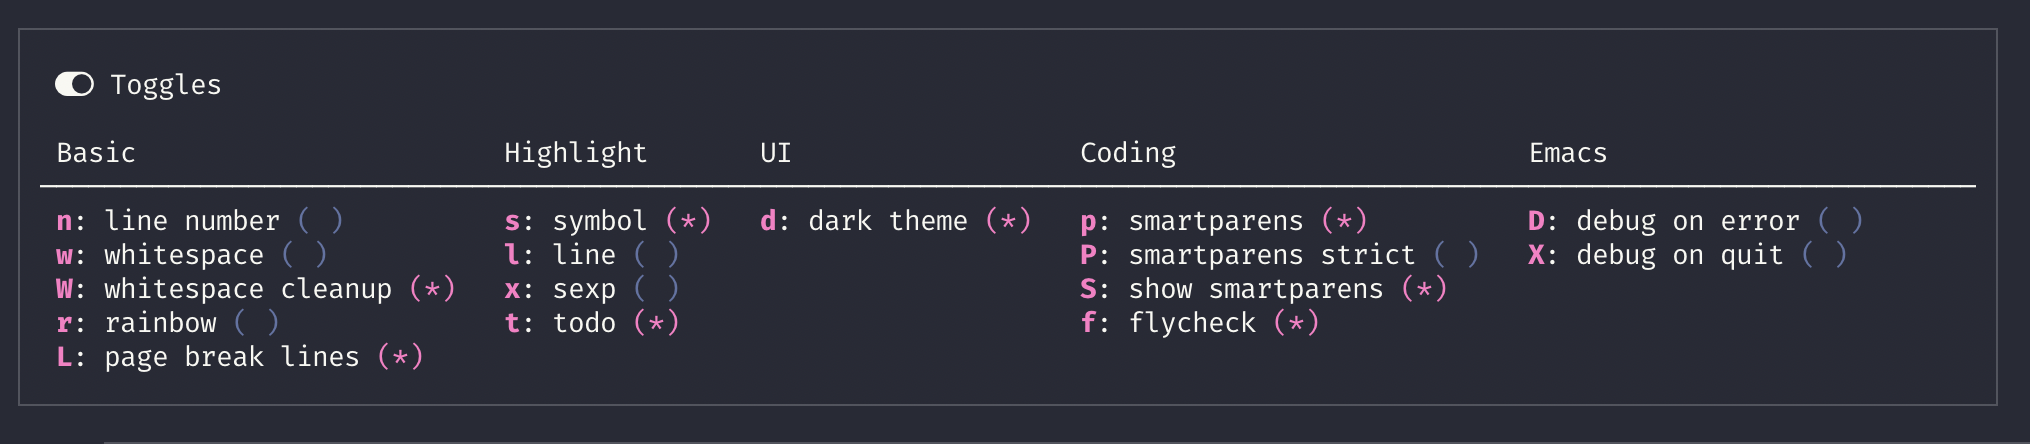 Toggles
Basic Highlight UI Coding Emacs
n: line number ( ) s: symbol (*) d: dark theme (*) p: smartparens (*) D: debug on error ( )
w: whitespace ( ) l: line ( ) P: smartparens strict ( ) X: debug on quit ( )
W: whitespace cleanup (*) x: sexp ( ) S: show smartparens (*)
r: rainbow ( ) t: todo (*) f: flycheck (*)
L: page break lines (*)